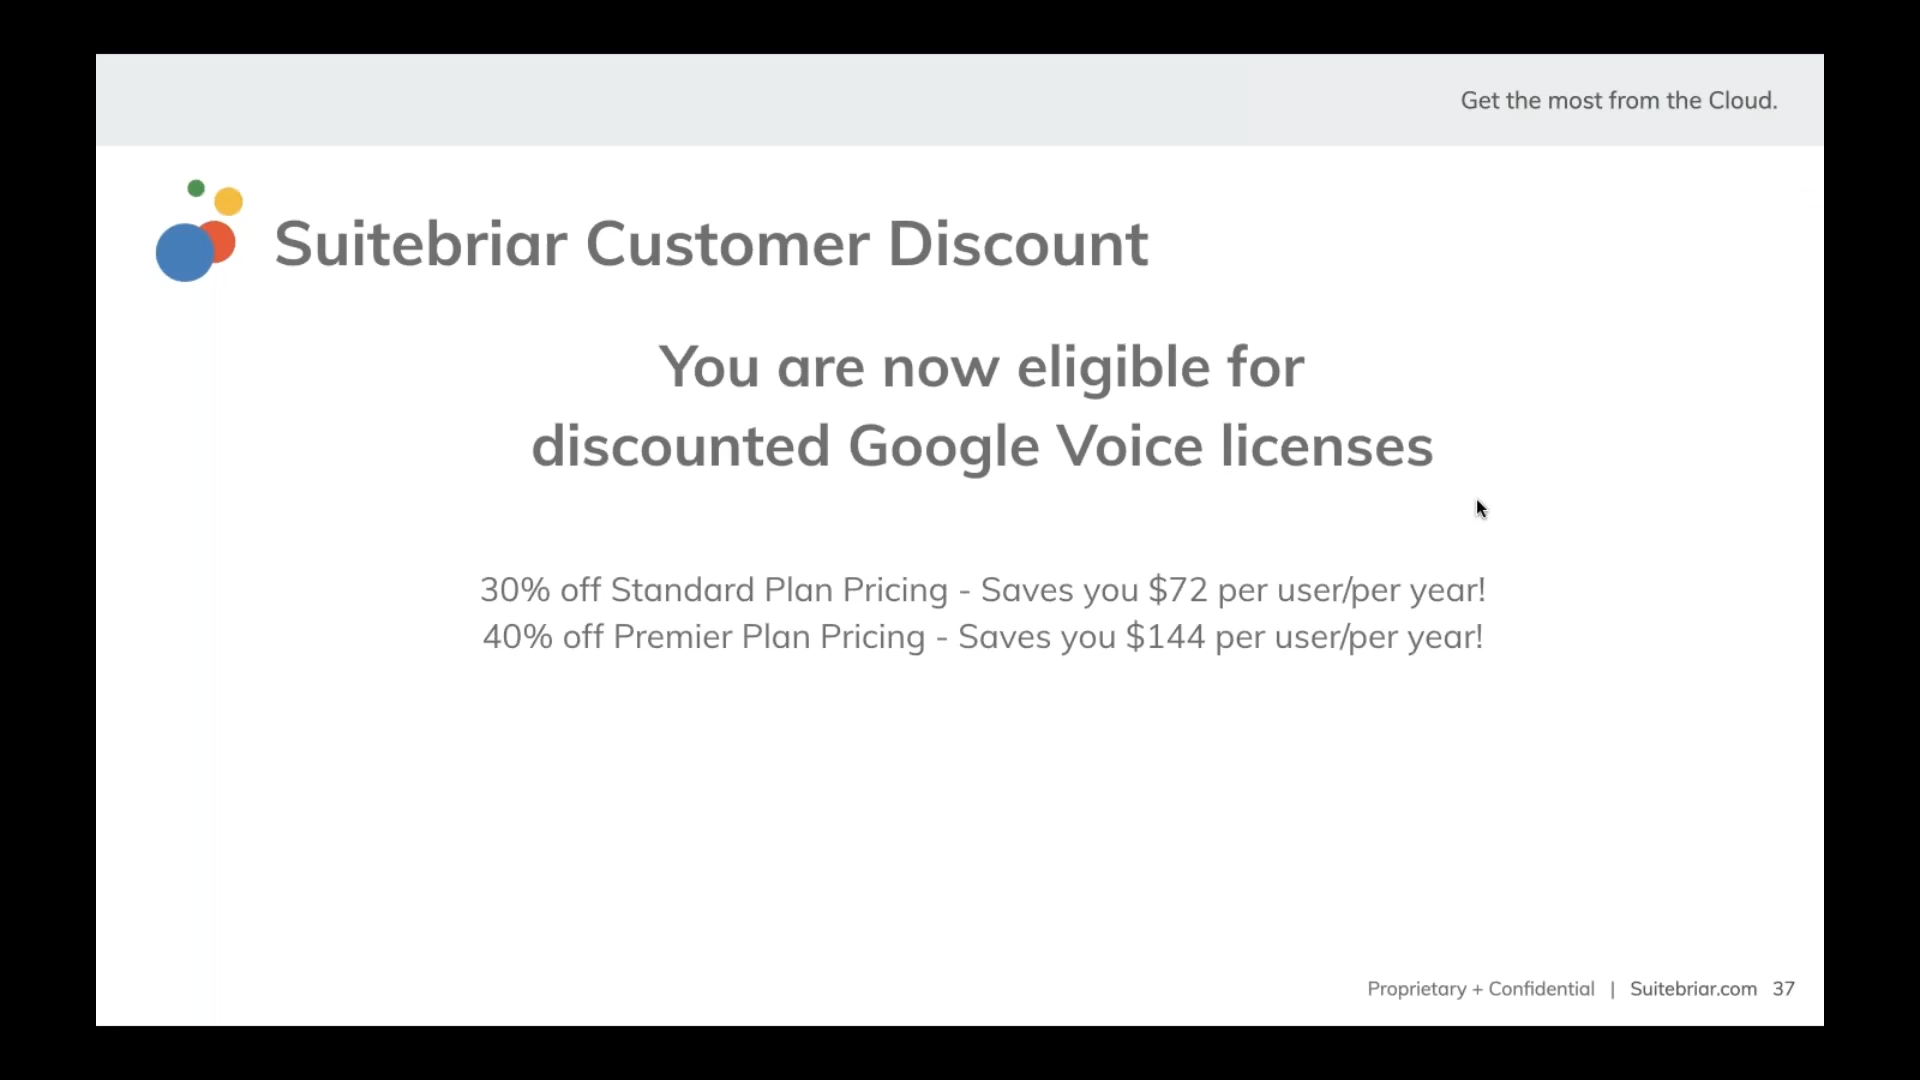 Get the most from the Cloud.
Suitebriar Customer Discount
You are now eligible for
discounted Google Voice licenses
30% off Standard Plan Pricing - Saves you $72 per user/per year!
40% off Premier Plan Pricing - Saves you $144 per user/per year!
Proprietary + Confidential | Suitebriar.com 37